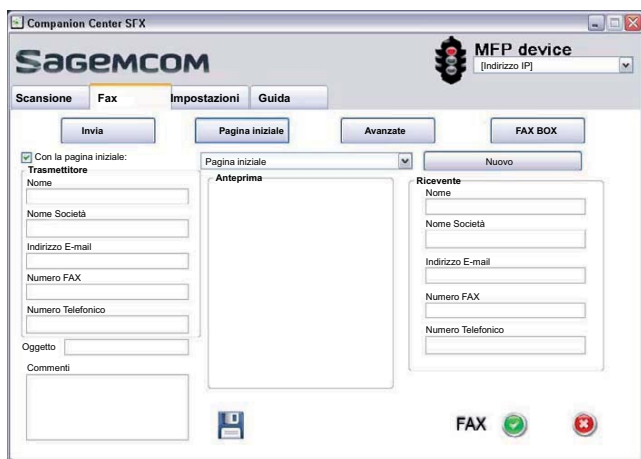 Companion Center SFX
Sagemcom
MFP device
[Indirizzo IP]
Scansione Fax Impostazioni Guida
Invia Pagina iniziale Avanzate FAX BOX
Con la pagina iniziale: Pagina iniziale Nuovo
Trasmettitore
Nome
Nome Società
Indirizzo E-mail
Numero FAX
Numero Telefonico
Oggetto
Commenti
Anteprima
Ricevente
Nome
Nome Società
Indirizzo E-mail
Numero FAX
Numero Telefonico
FAX